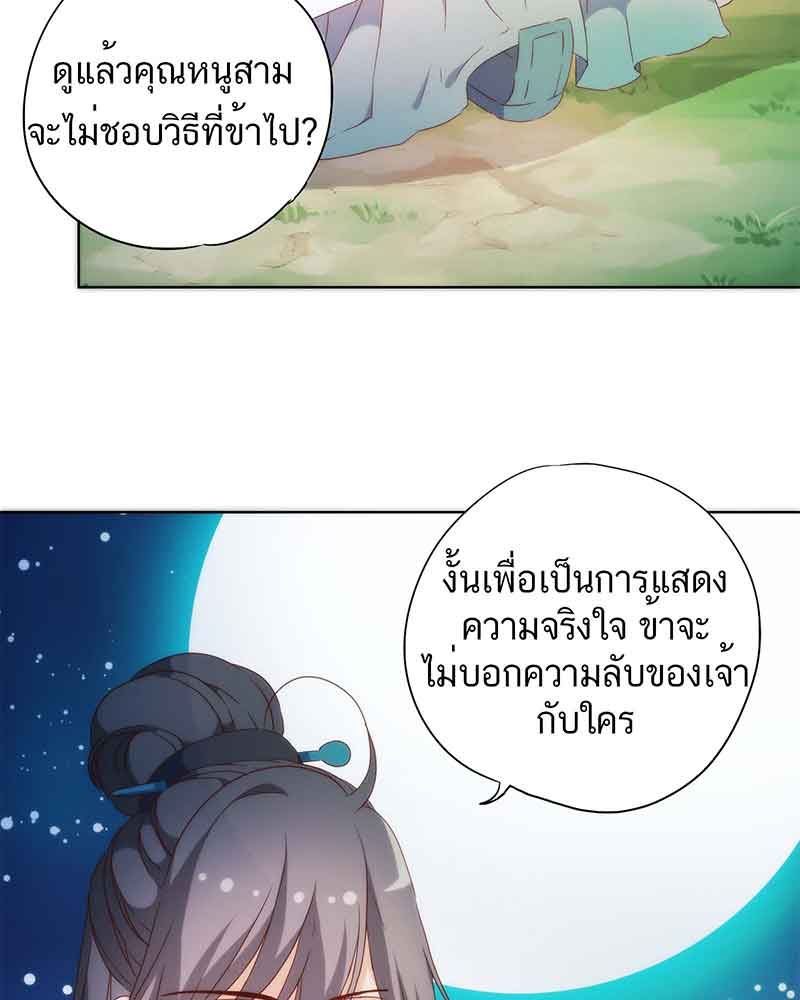 ดูแล้วคุณหนูสาม
จะไม่ชอบวิธีที่ข้าไป?
งั้นเพื่อเป็นการแสดง
ความจริงใจ ข้าจะ
ไม่บอกความลับของเจ้า
กับใคร